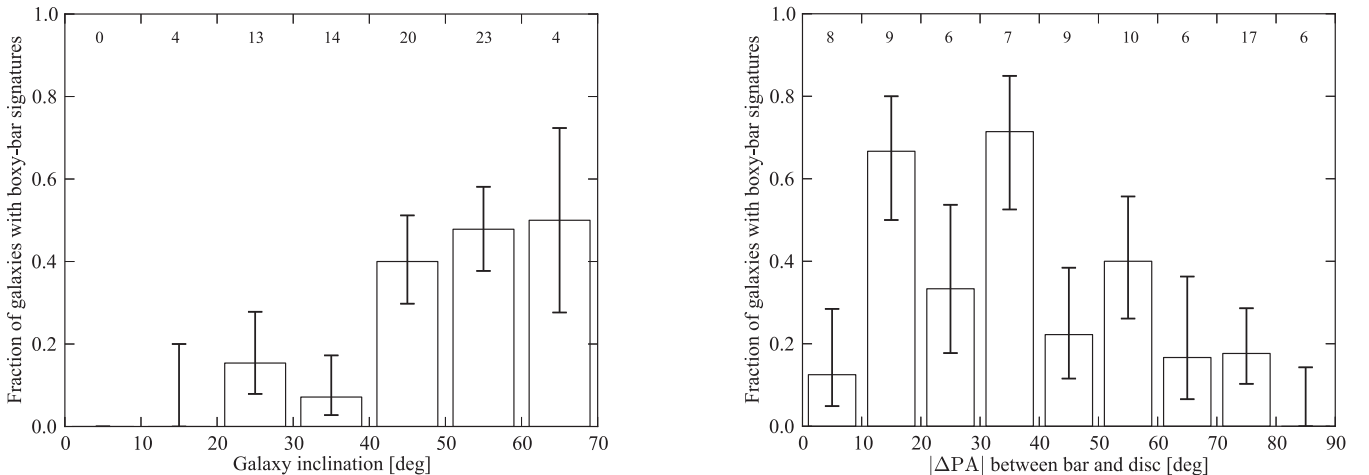 Fraction of galaxies with boxy-bar signatures
1.0
0.8
0.6
0.4
0.2
0.0
0 4 13 14 20 23 4
0 10 20 30 40 50 60 70
Galaxy inclination [deg]
Fraction of galaxies with boxy-bar signatures
1.0
0.8
0.6
0.4
0.2
0.0
8 9 6 7 9 10 6 17 6
0 10 20 30 40 50 60 70 80 90
|ΔPA| between bar and disc [deg]